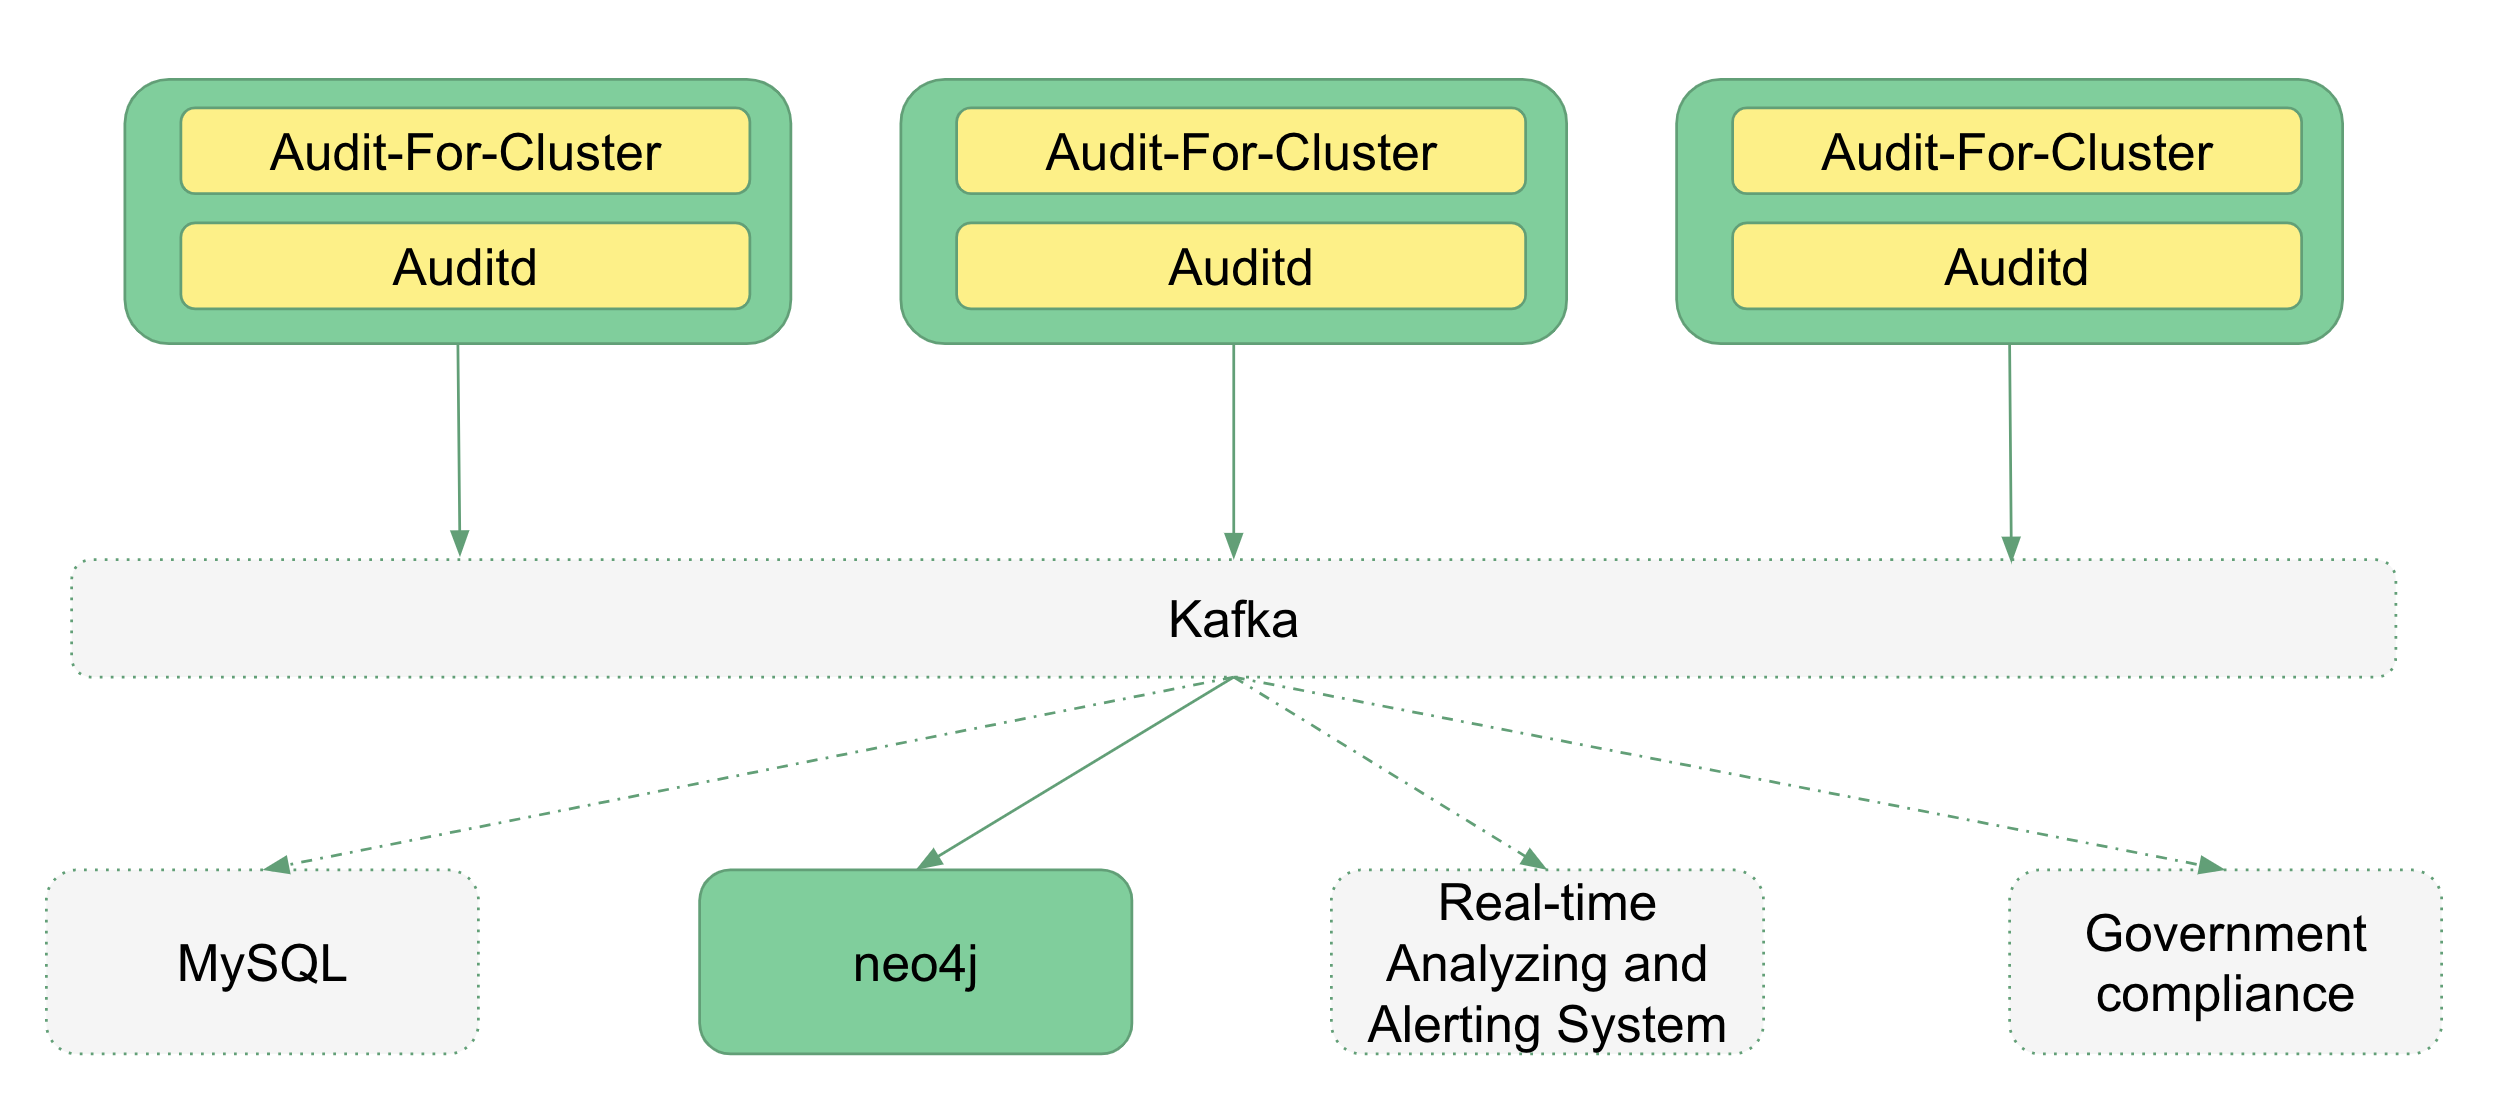 Audit-For-Cluster
Auditd
Audit-For-Cluster
Auditd
Audit-For-Cluster
Auditd
Kafka
MySQL
neo4j
Real-time
Analyzing and
Alerting System
Government
compliance